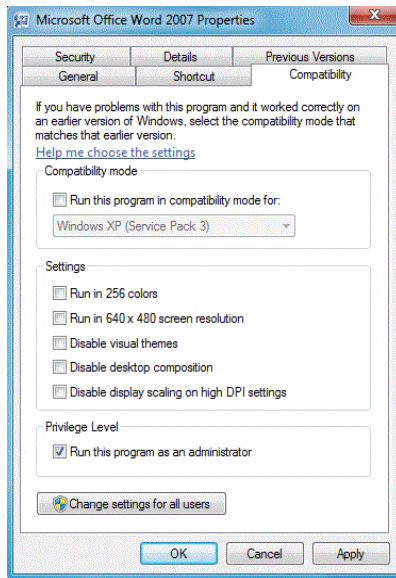 Microsoft Office Word 2007 Properties
Security Details Previous Versions
General Shortcut Compatibility
If you have problems with this program and it worked correctly on
an earlier version of Windows, select the compatibility mode that
matches that earlier version.
Help me choose the settings
Compatibility mode
Run this program in compatibility mode for:
Windows XP (Service Pack 3)
Settings
Run in 256 colors
Run in 640 x 480 screen resolution
Disable visual themes
Disable desktop composition
Disable display scaling on high DPI settings
Privilege Level
Run this program as an administrator
Change settings for all users
OK Cancel Apply